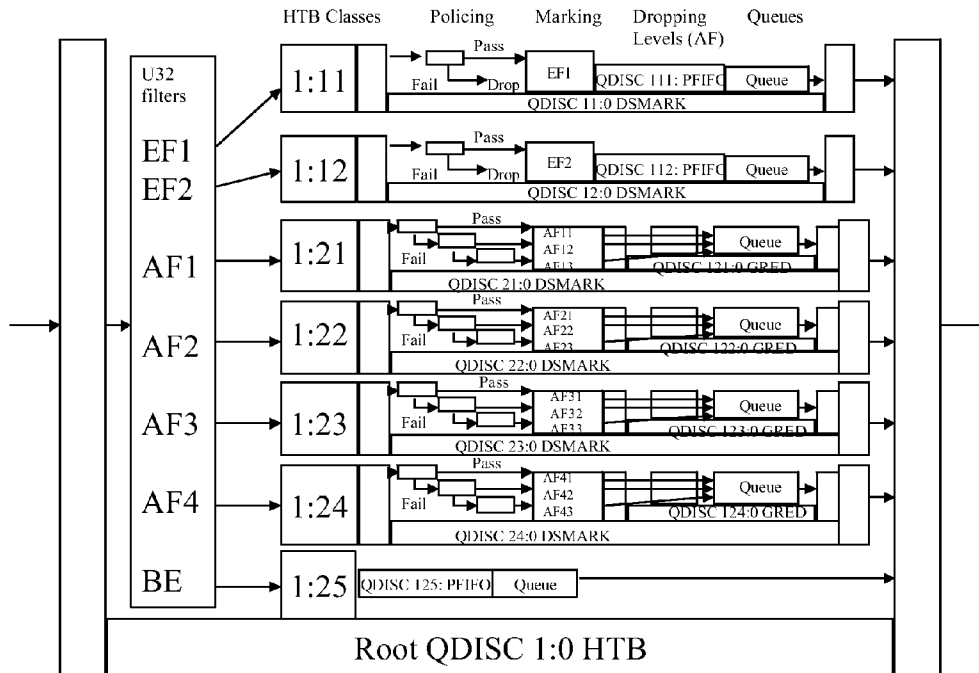 HTB Classes Policing Marking Dropping Levels (AF) Queues
U32 filters
EF1
EF2
AF1
AF2
AF3
AF4
BE
1:11
Pass
Fail
Drop
EF1
QDISC 111: PFIFO
Queue
QDISC 11:0 DSMARK
1:12
Pass
Fail
Drop
EF2
QDISC 112: PFIFO
Queue
QDISC 12:0 DSMARK
1:21
Pass
Fail
AF11
AF12
AF13
Queue
QDISC 121:0 GRED
QDISC 21:0 DSMARK
1:22
Pass
Fail
AF21
AF22
AF23
Queue
QDISC 122:0 GRED
QDISC 22:0 DSMARK
1:23
Pass
Fail
AF31
AF32
AF33
Queue
QDISC 123:0 GRED
QDISC 23:0 DSMARK
1:24
Pass
Fail
AF41
AF42
AF43
Queue
QDISC 124:0 GRED
QDISC 24:0 DSMARK
1:25
QDISC 125: PFIFO
Queue
Root QDISC 1:0 HTB